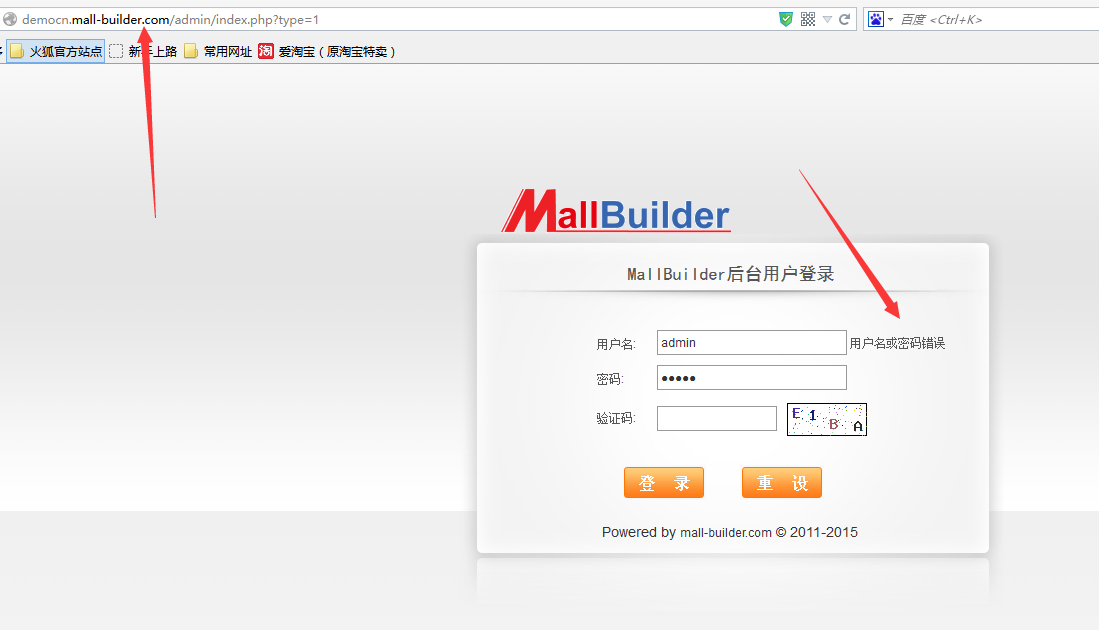 democn.mall-builder.com/admin/index.php?type=1
百度 <Ctrl+K>
火狐官方站点 新手上路 常用网址 淘 爱淘宝（原淘宝特卖）
MallBuilder
MallBuilder后台用户登录
用户名: admin 用户名或密码错误
密码: •••••
验证码: E1BA
登 录 重 设
Powered by mall-builder.com © 2011-2015